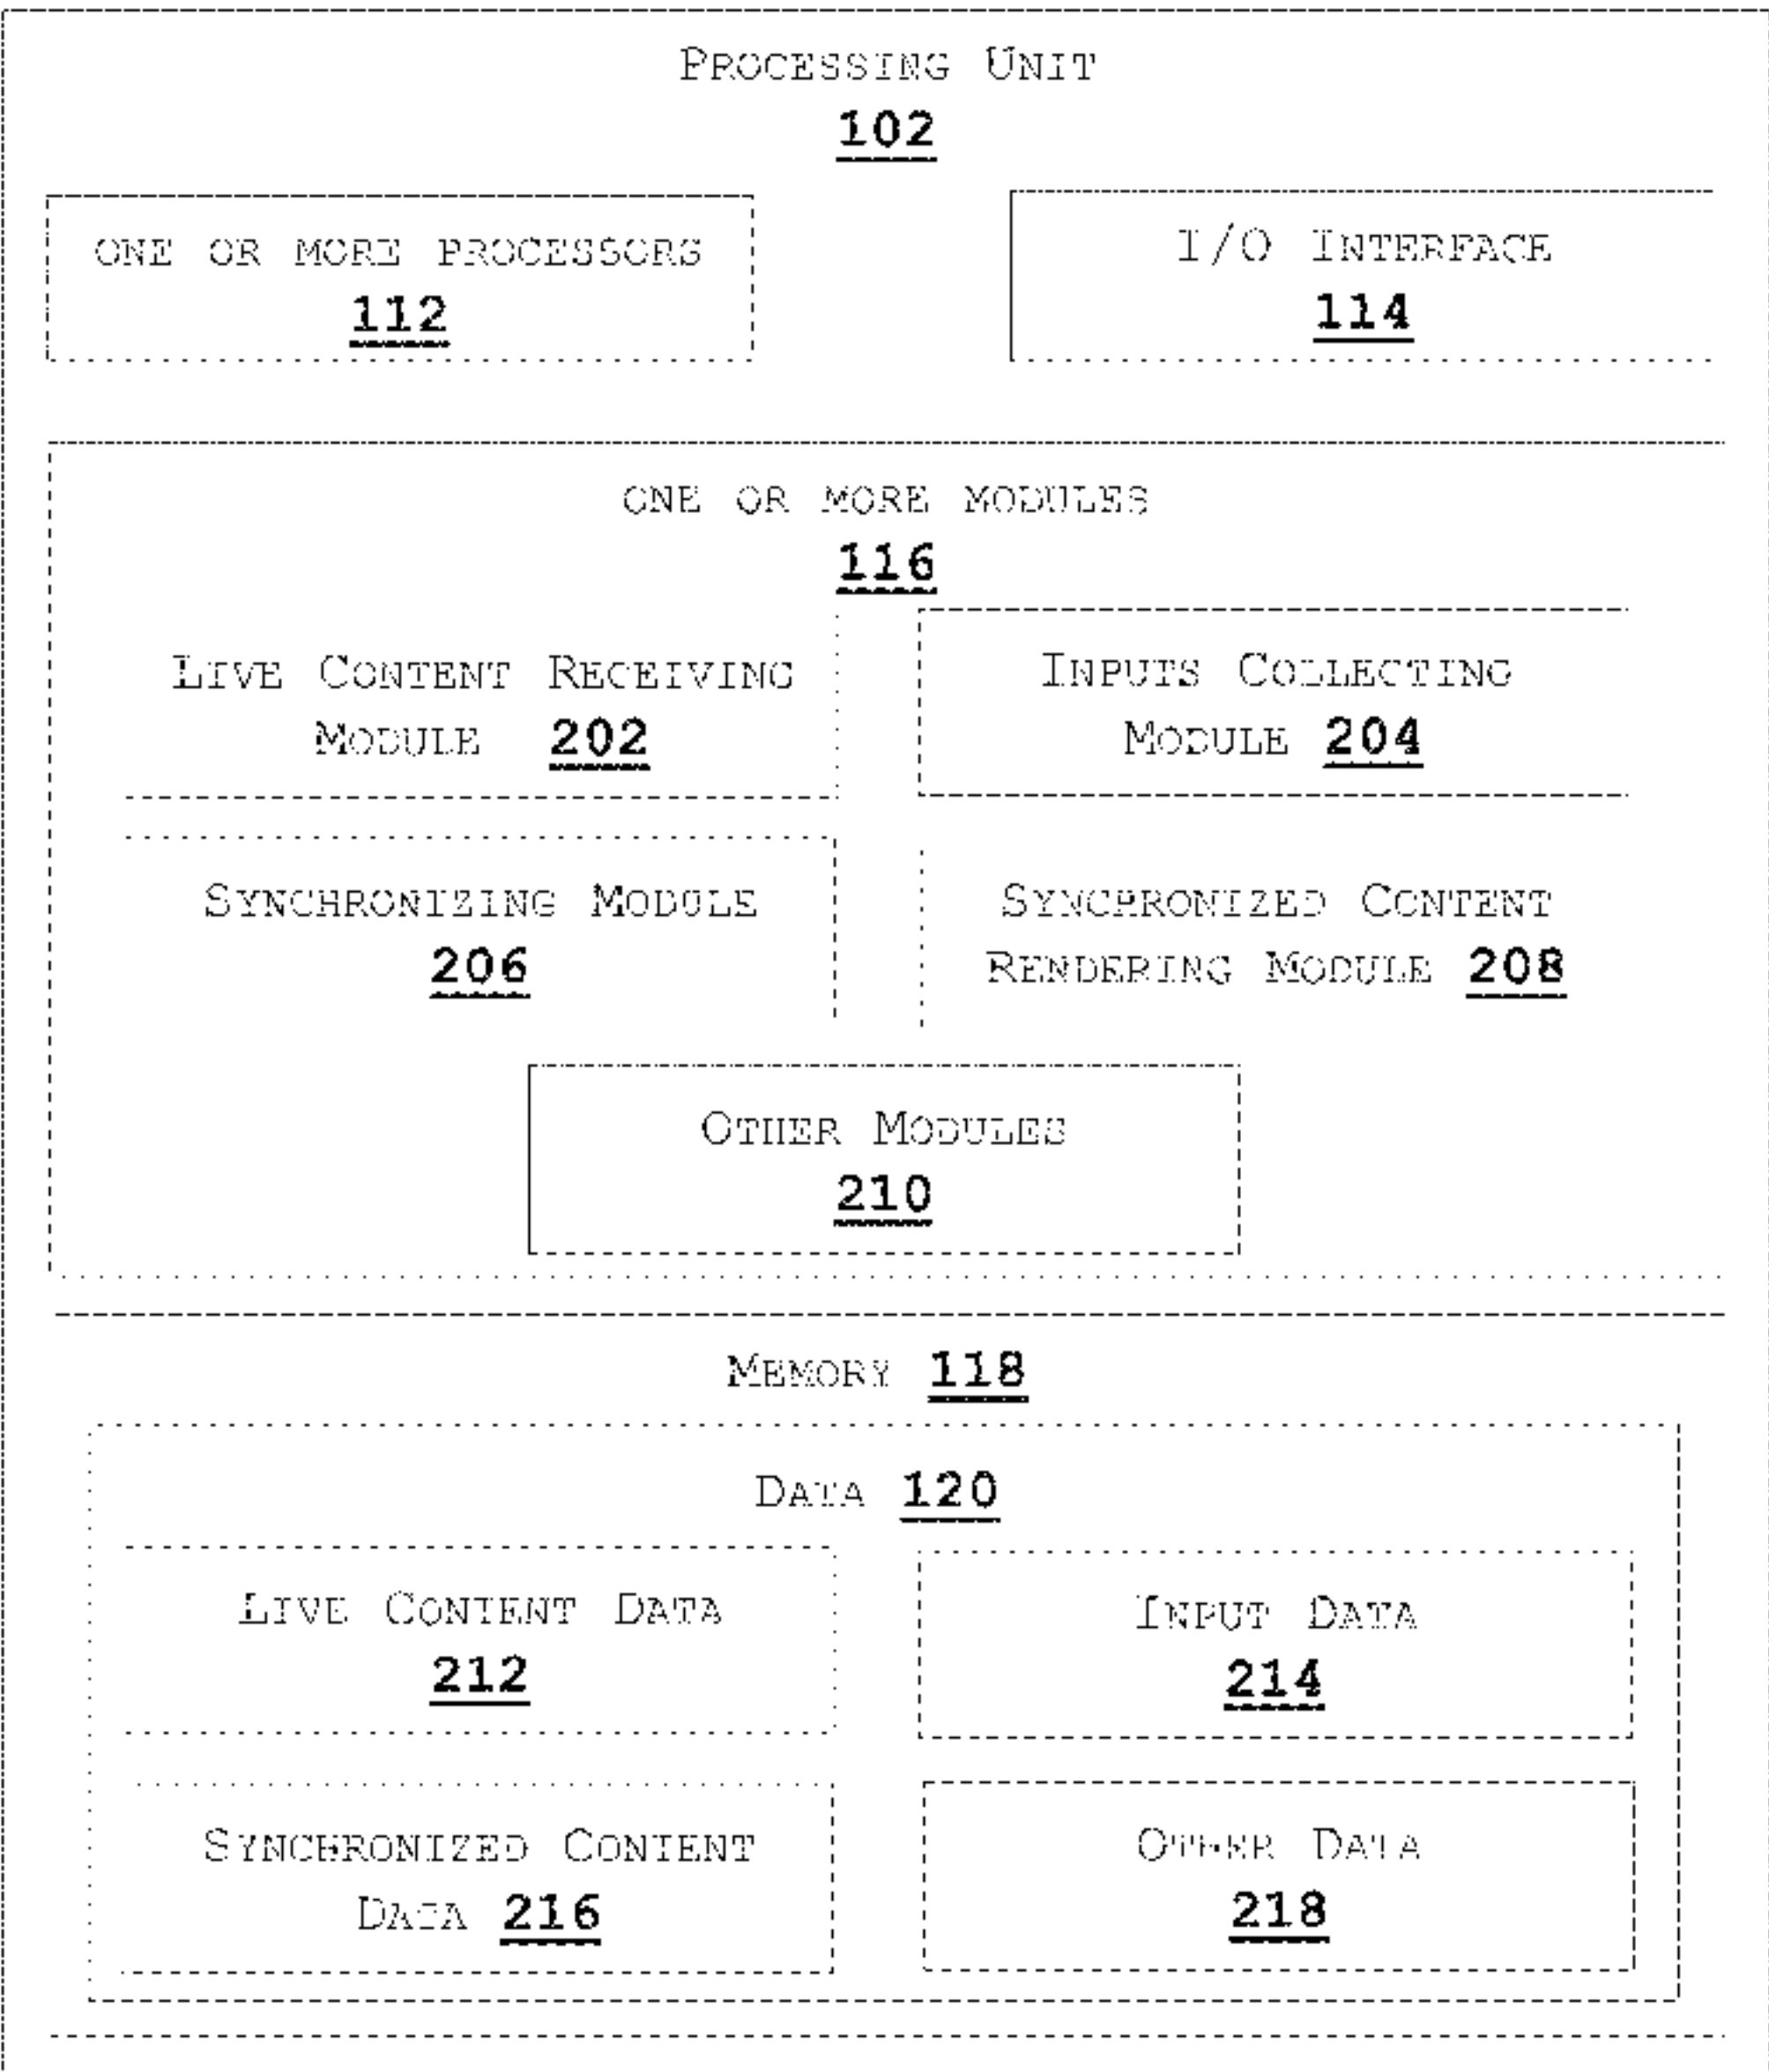 PROCESSING UNIT
102
ONE OR MORE PROCESSORS
112
I/O INTERFACE
114
ONE OR MORE MODULES
116
LIVE CONTENT RECEIVING
MODULE 202
INPUTS COLLECTING
MODULE 204
SYNCHRONIZING MODULE
206
SYNCHRONIZED CONTENT
RENDERING MODULE 208
OTHER MODULES
210
MEMORY 118
DATA 120
LIVE CONTENT DATA
212
INPUT DATA
214
SYNCHRONIZED CONTENT
DATA 216
OTHER DATA
218